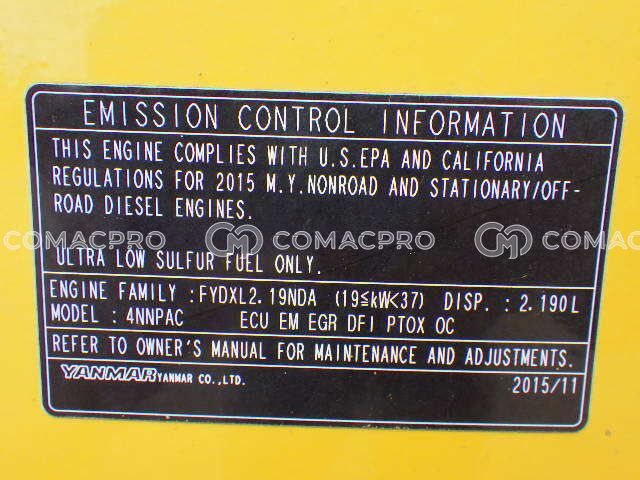 EMISSION CONTROL INFORMATION
THIS ENGINE COMPLIES WITH U.S.EPA AND CALIFORNIA
REGULATIONS FOR 2015 M.Y.NONROAD AND STATIONARY/OFF-
ROAD DIESEL ENGINES.
COMACPRO COMACPRO COMACPRO
ULTRA LOW SULFUR FUEL ONLY.
ENGINE FAMILY :FYDXL2.19NDA (19≦kW<37) DISP.:2.190L
MODEL :4NNPAC ECU EM EGR DFI PTOX OC
REFER TO OWNER'S MANUAL FOR MAINTENANCE AND ADJUSTMENTS.
YANMAR YANMAR CO.,LTD. 2015/11